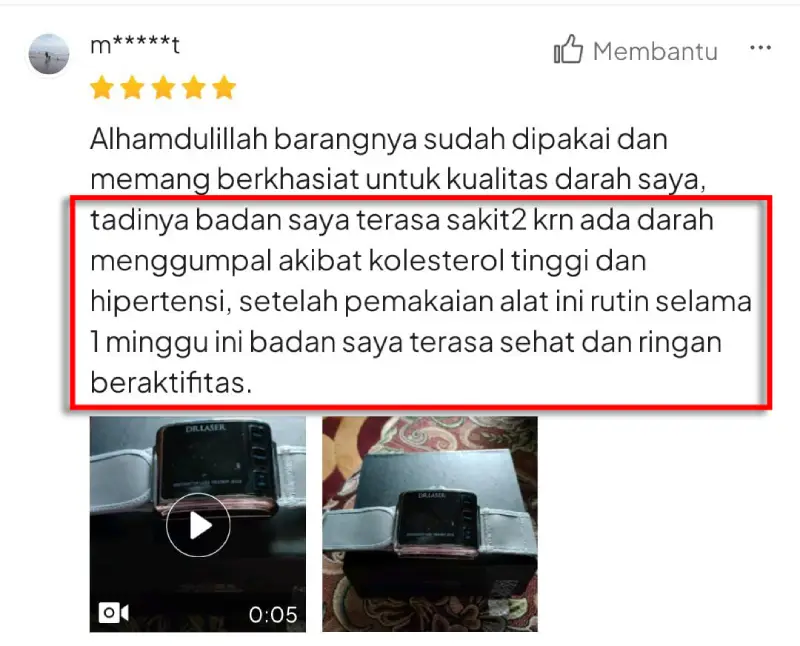 m*****t
Membantu
Alhamdulillah barangnya sudah dipakai dan
memang berkhasiat untuk kualitas darah saya,
tadinya badan saya terasa sakit2 krn ada darah
menggumpal akibat kolesterol tinggi dan
hipertensi, setelah pemakaian alat ini rutin selama
1 minggu ini badan saya terasa sehat dan ringan
beraktifitas.
DR.LASER
0:05
DR.LASER